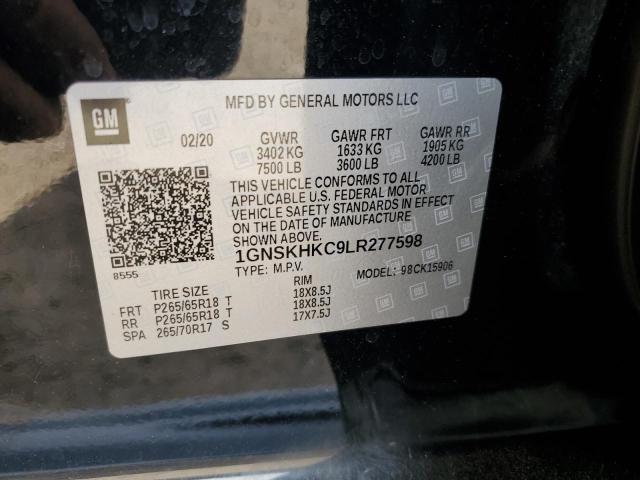 GM
MFD BY GENERAL MOTORS LLC
02/20 GVWR GAWR FRT GAWR RR
3402 KG 1633 KG 1905 KG
7500 LB 3600 LB 4200 LB
THIS VEHICLE CONFORMS TO ALL
APPLICABLE U.S. FEDERAL MOTOR
VEHICLE SAFETY STANDARDS IN EFFECT
ON THE DATE OF MANUFACTURE
SHOWN ABOVE.
1GNSKHKC9LR277598
8555
TYPE: M.P.V. MODEL: 98CK15906
TIRE SIZE RIM
FRT P265/65R18 T 18X8.5J
RR P265/65R18 T 18X8.5J
SPA 265/70R17 S 17X7.5J